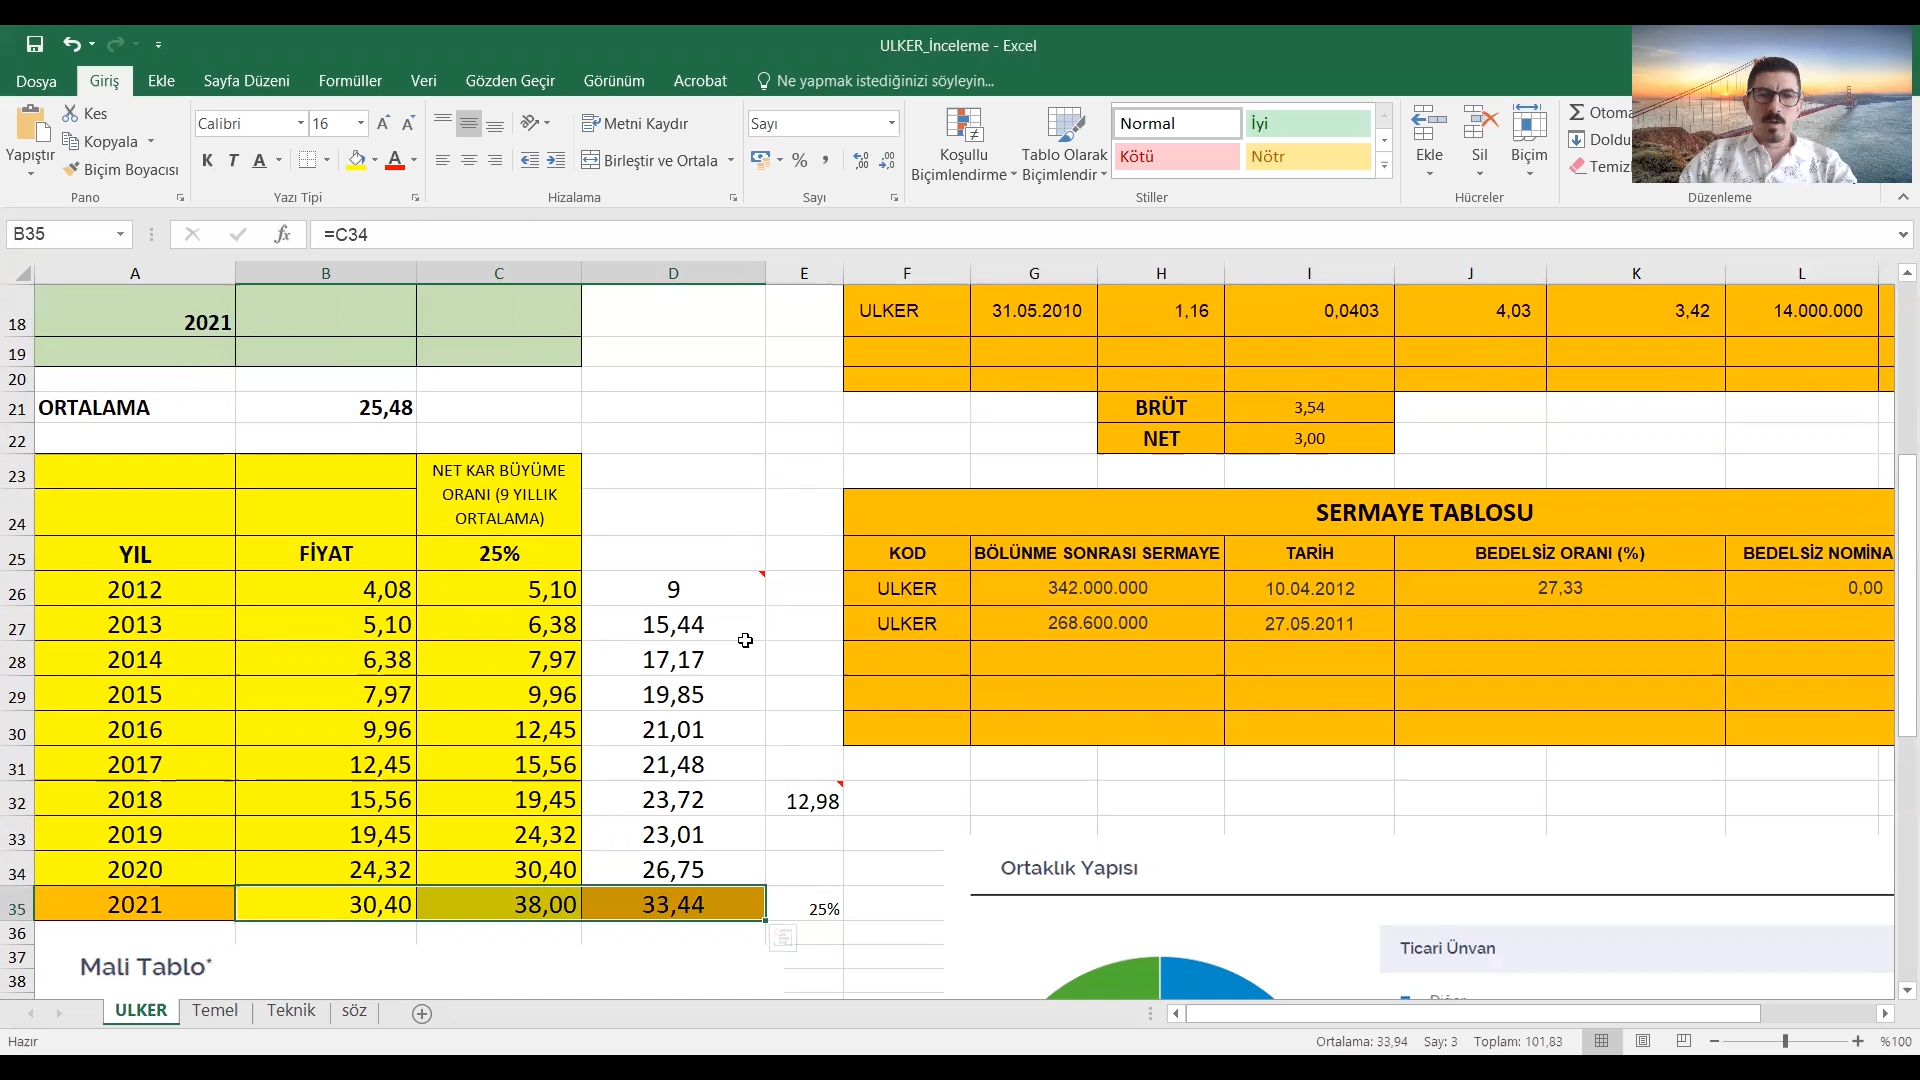 ULKER_İnceleme - Excel
Dosya Giriş Ekle Sayfa Düzeni Formüller Veri Gözden Geçir Görünüm Acrobat Ne yapmak istediğinizi söyleyin...
Yapıştır
Kes
Kopyala
Biçim Boyacısı
Pano
Calibri 16
K T A
Yazı Tipi
Metni Kaydır
Birleştir ve Ortala
Hizalama
Sayı
Sayı
Koşullu Biçimlendirme
Tablo Olarak Biçimlendir
Normal İyi
Kötü Nötr
Stiller
Ekle Sil Biçim
Hücreler
Otoma
Doldu
Temiz
Düzenleme
B35 fx =C34
A B C D E F G H I J K L
18 2021 ULKER 31.05.2010 1,16 0,0403 4,03 3,42 14.000.000
19
20
21 ORTALAMA 25,48 BRÜT 3,54
22 NET 3,00
23 NET KAR BÜYÜME
24 ORANI (9 YILLIK
ORTALAMA)
SERMAYE TABLOSU
25 YIL FİYAT 25% KOD BÖLÜNME SONRASI SERMAYE TARİH BEDELSİZ ORANI (%) BEDELSİZ NOMİNA
26 2012 4,08 5,10 9 ULKER 342.000.000 10.04.2012 27,33 0,00
27 2013 5,10 6,38 15,44 ULKER 268.600.000 27.05.2011
28 2014 6,38 7,97 17,17
29 2015 7,97 9,96 19,85
30 2016 9,96 12,45 21,01
31 2017 12,45 15,56 21,48
32 2018 15,56 19,45 23,72 12,98
33 2019 19,45 24,32 23,01
34 2020 24,32 30,40 26,75
35 2021 30,40 38,00 33,44 25%
36
37
38
Ortaklık Yapısı
Mali Tablo*
Ticari Ünvan
ULKER Temel Teknik söz
Hazır Ortalama: 33,94 Say: 3 Toplam: 101,83 %100